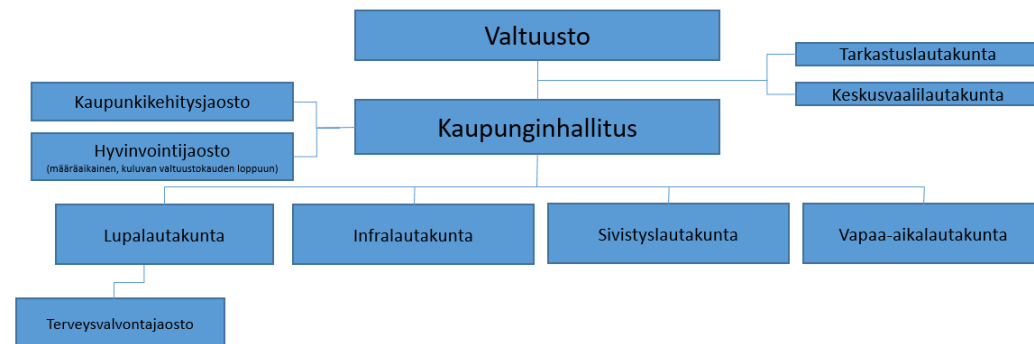 Valtuusto
Tarkastuslautakunta
Keskusvaalilautakunta
Kaupunkikehitysjaosto
Kaupunginhallitus
Hyvinvointijaosto
(määräaikainen, kuluvan valtuustokauden loppuun)
Lupalautakunta
Infralautakunta
Sivistyslautakunta
Vapaa-aikalautakunta
Terveysvalvontajaosto